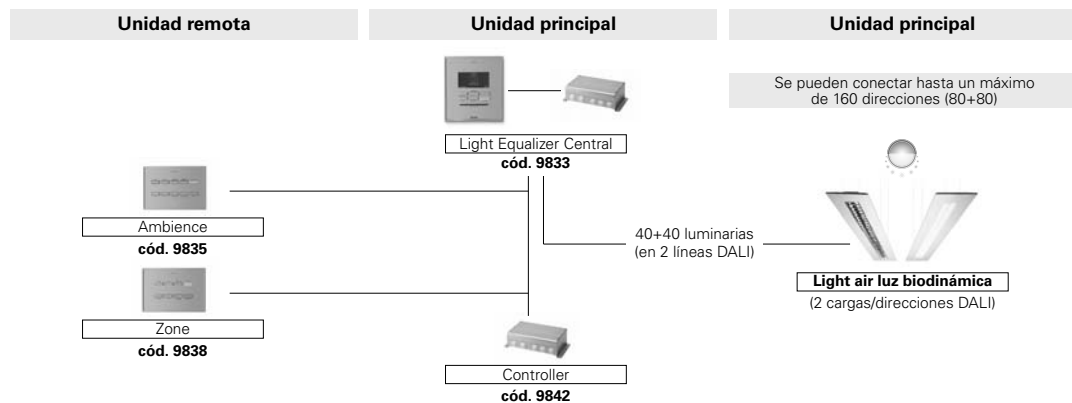 Unidad remota
Unidad principal
Unidad principal
Se pueden conectar hasta un máximo
de 160 direcciones (80+80)
Light Equalizer Central
cód. 9833
Ambience
cód. 9835
40+40 luminarias
(en 2 líneas DALI)
Light air luz biodinámica
(2 cargas/direcciones DALI)
Zone
cód. 9838
Controller
cód. 9842